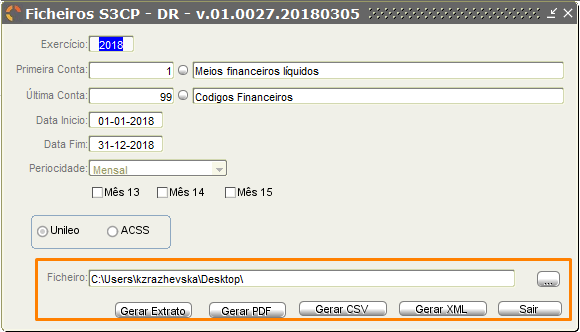 Ficheiros S3CP - DR - v.01.0027.20180305
Exercício: 2018
Primeira Conta: 1 Meios financeiros líquidos
Última Conta: 99 Codigos Financeiros
Data Inicio: 01-01-2018
Data Fim: 31-12-2018
Periocidade: Mensal
Mês 13 Mês 14 Mês 15
Unileo ACSS
Ficheiro: C:\Users\kzrazhevska\Desktop\ ...
Gerar Extrato Gerar PDF Gerar CSV Gerar XML Sair